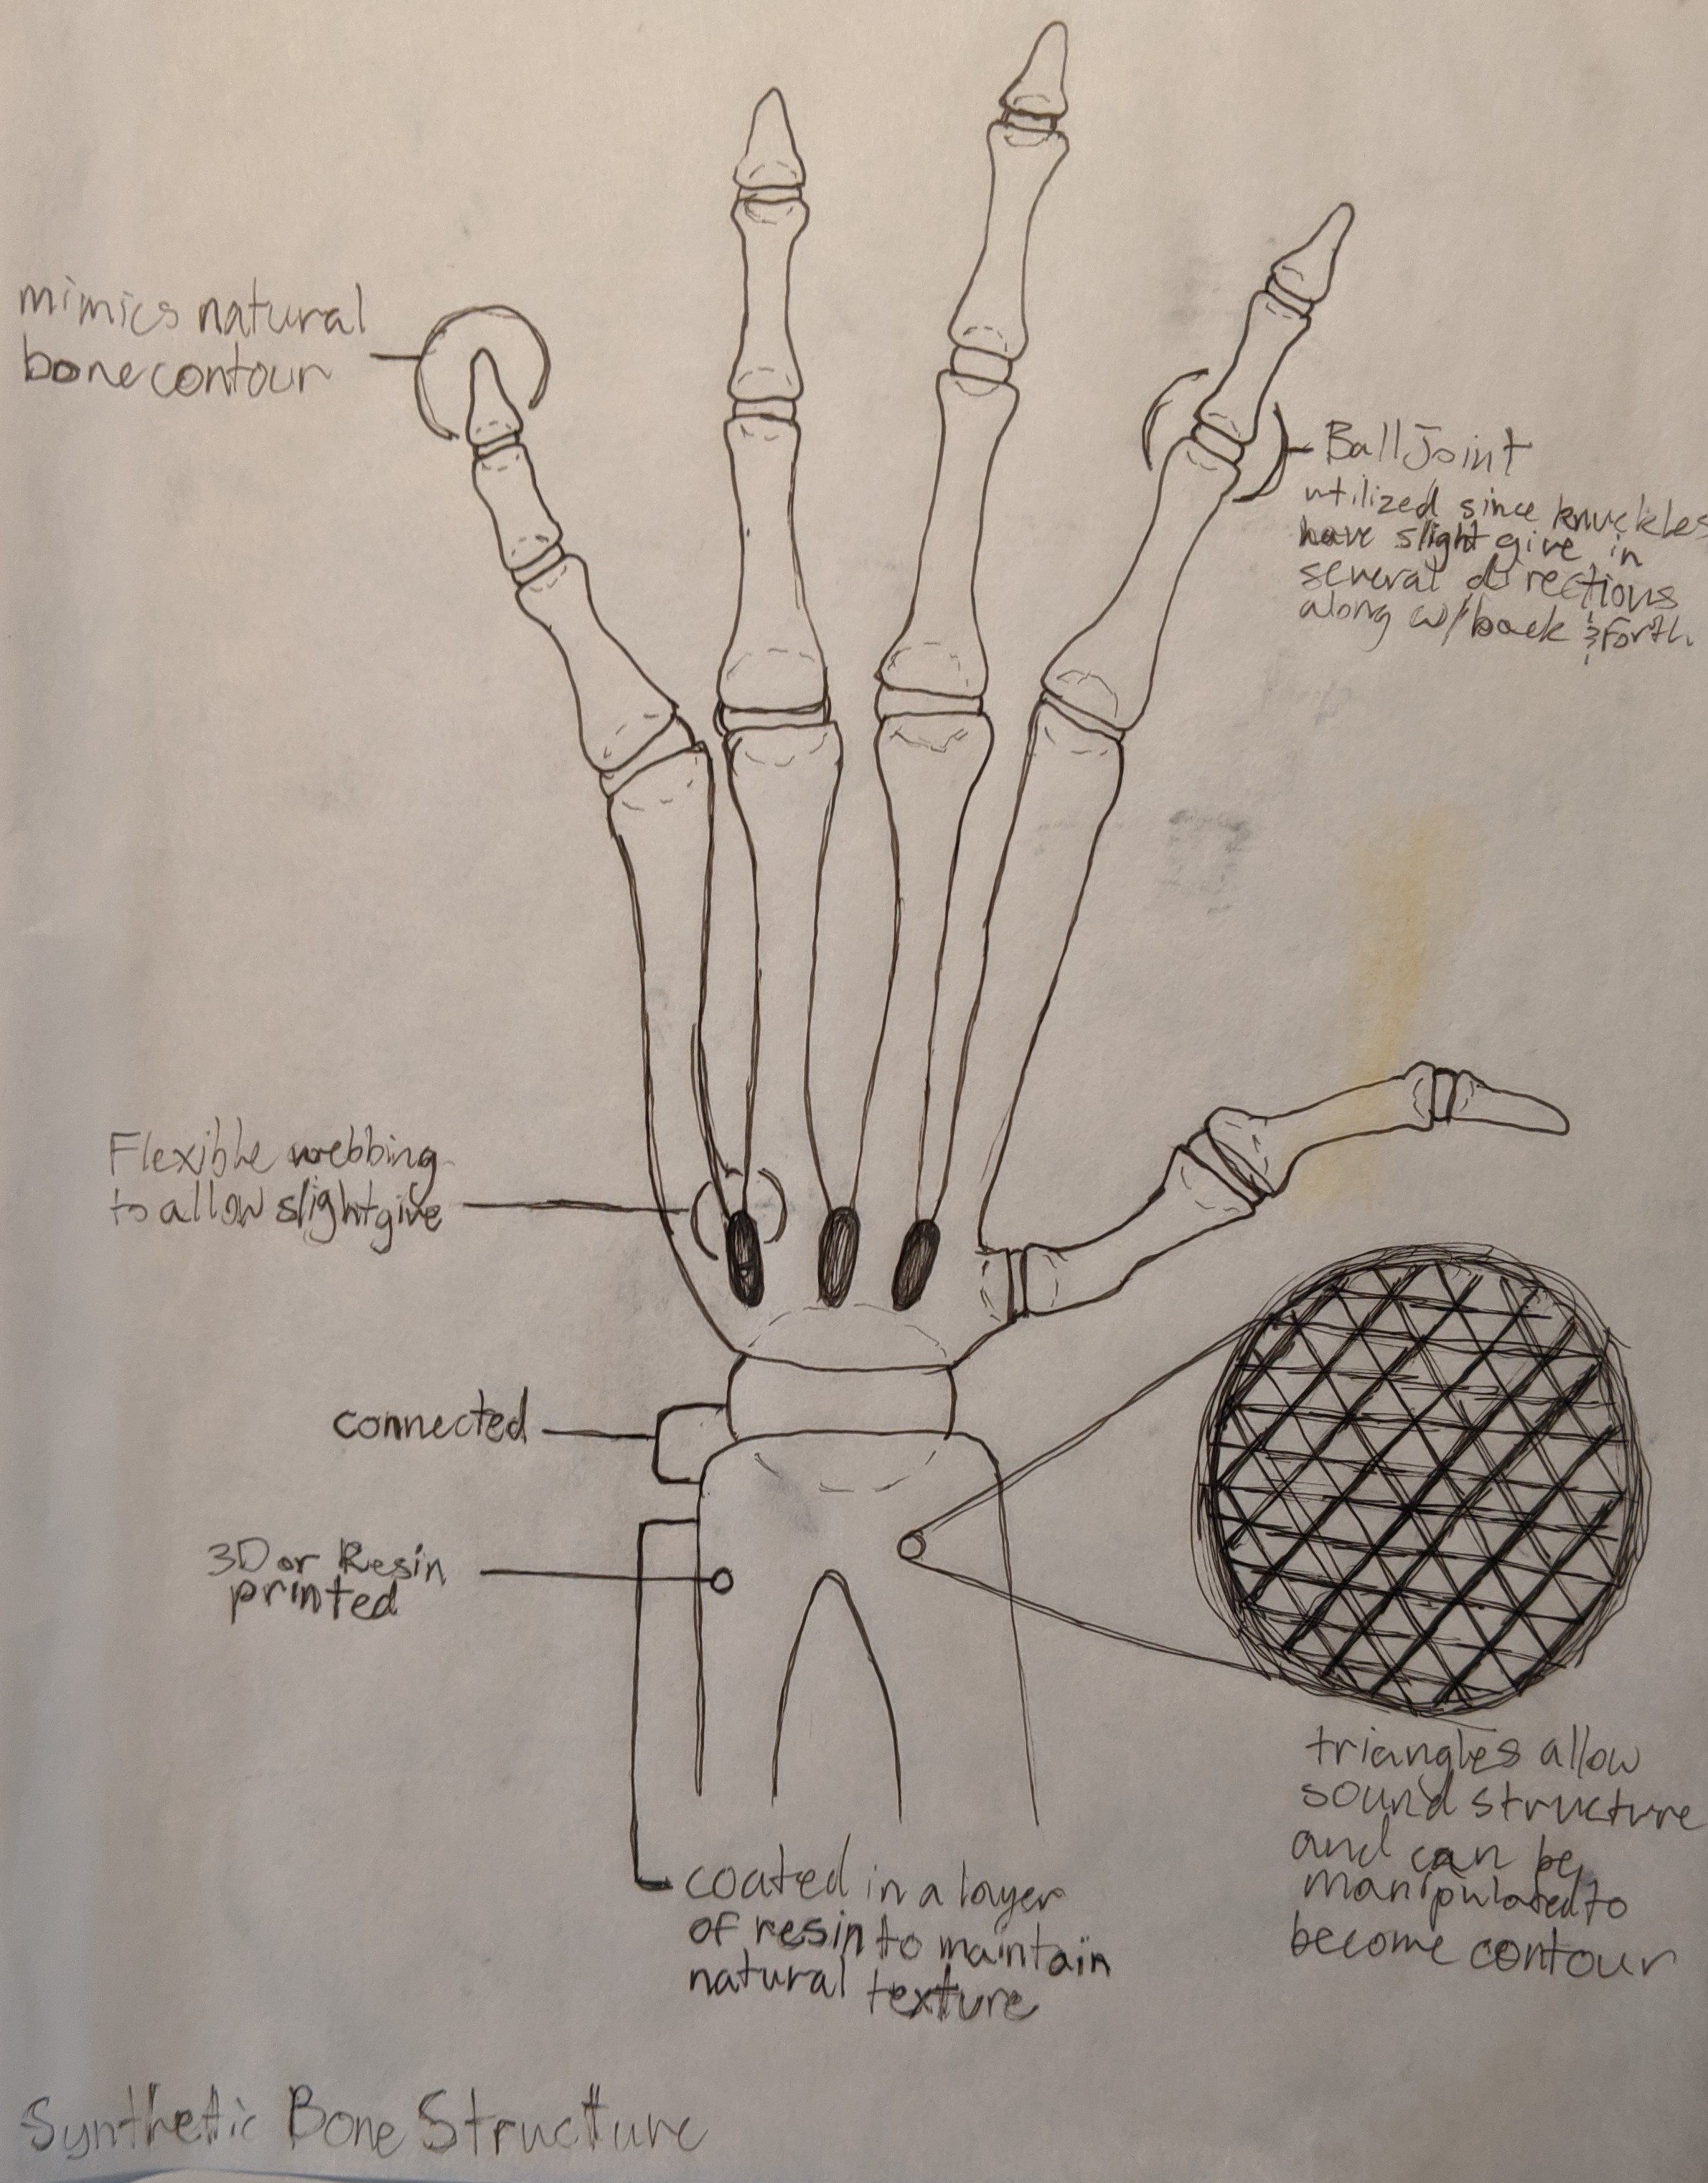 mimics natural
bone contour
Ball Joint
utilized since knuckles
have slight give in
several directions
along w/ back & forth
Flexible webbing
to allow slight give
connected
3D or Resin
printed
triangles allow
sound structure
and can be
manipulated to
become contour
coated in a layer
of resin to maintain
natural texture
Synthetic Bone Structure